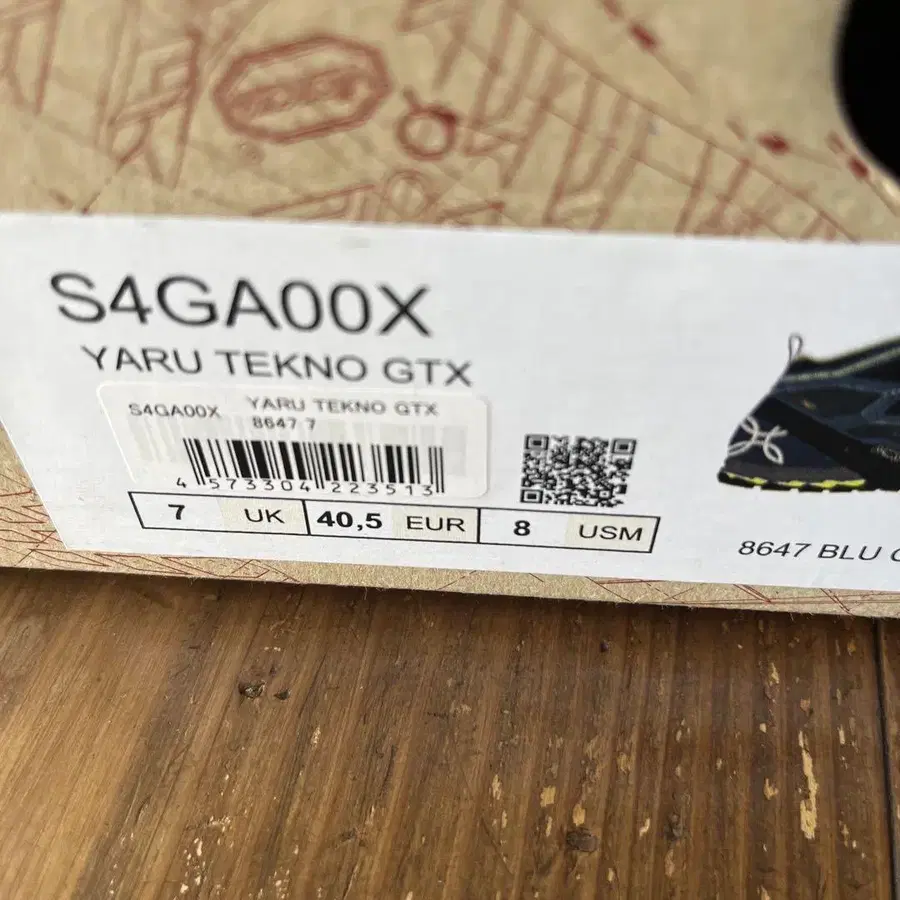 S4GA00X
YARU TEKNO GTX
S4GA00X YARU TEKNO GTX
8647 7
4 573304 223513
7 UK 40,5 EUR 8 USM
8647 BLU